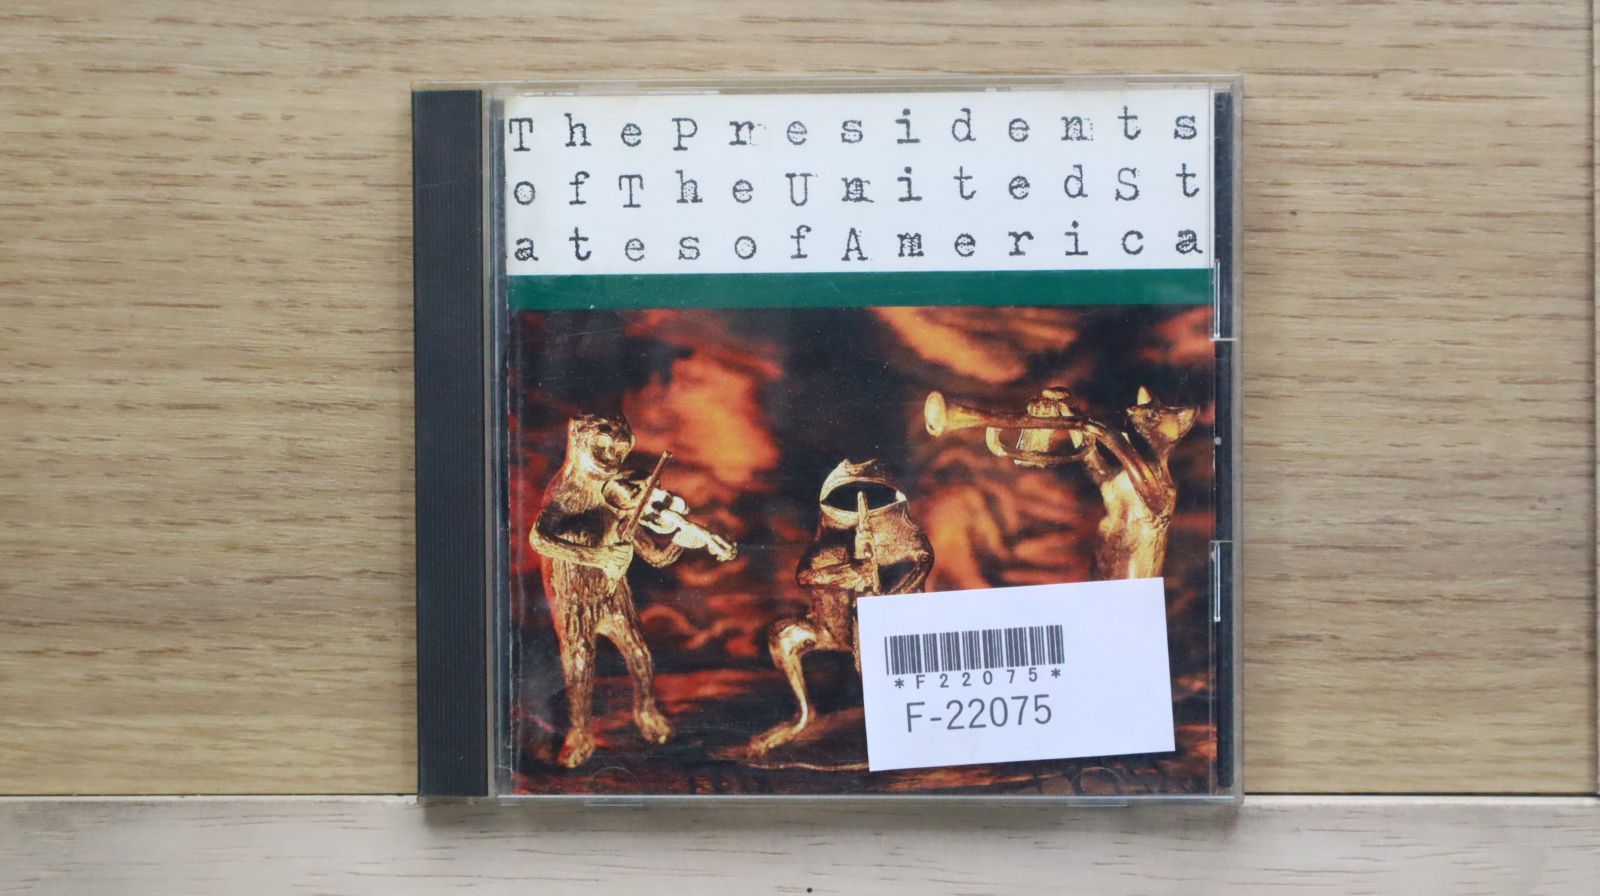 ThePresidents
ofTheUnitedSt
atesofAmerica
*F22075*
F-22075